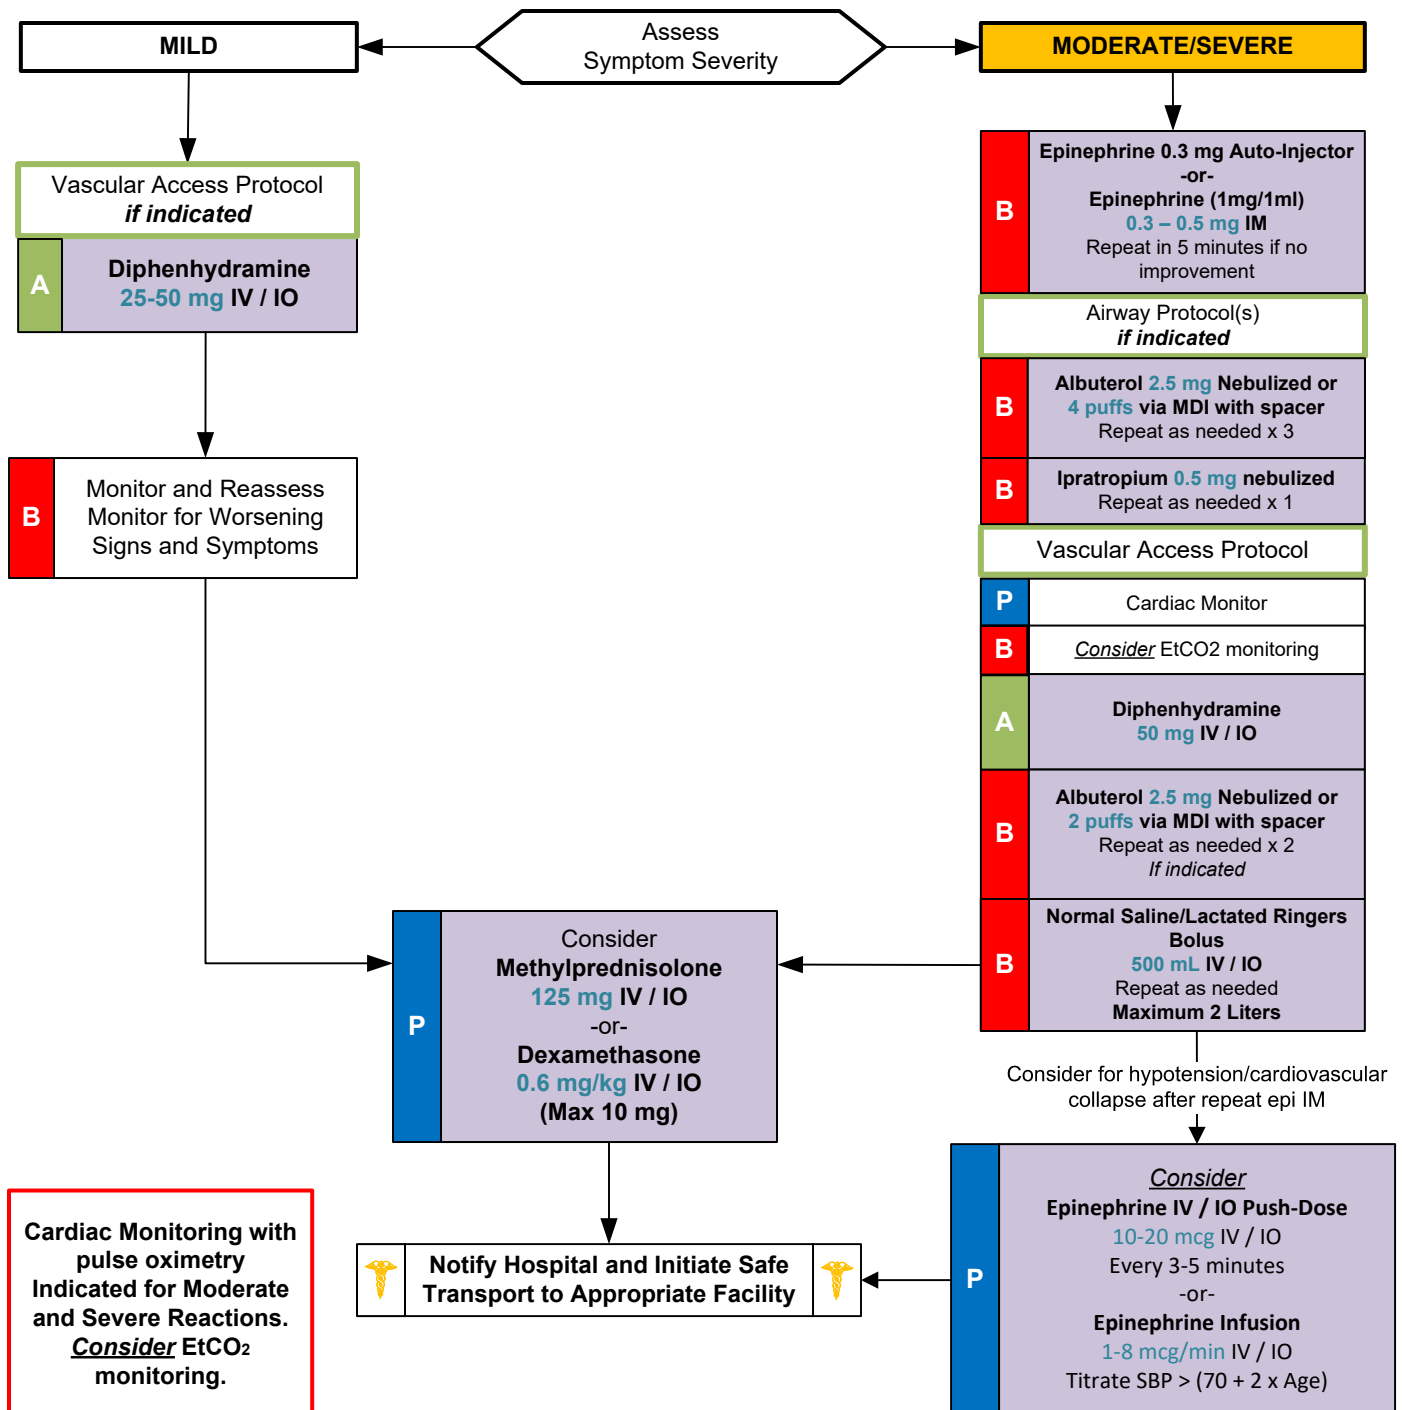 Assess
Symptom Severity
MILD
MODERATE/SEVERE
Vascular Access Protocol
if indicated
A
Diphenhydramine
25-50 mg IV / IO
B
Monitor and Reassess
Monitor for Worsening
Signs and Symptoms
B
Epinephrine 0.3 mg Auto-Injector
-or-
Epinephrine (1mg/1ml)
0.3 – 0.5 mg IM
Repeat in 5 minutes if no
improvement
Airway Protocol(s)
if indicated
B
Albuterol 2.5 mg Nebulized or
4 puffs via MDI with spacer
Repeat as needed x 3
B
Ipratropium 0.5 mg nebulized
Repeat as needed x 1
Vascular Access Protocol
P
Cardiac Monitor
B
Consider EtCO2 monitoring
A
Diphenhydramine
50 mg IV / IO
B
Albuterol 2.5 mg Nebulized or
2 puffs via MDI with spacer
Repeat as needed x 2
If indicated
B
Normal Saline/Lactated Ringers
Bolus
500 mL IV / IO
Repeat as needed
Maximum 2 Liters
P
Consider
Methylprednisolone
125 mg IV / IO
-or-
Dexamethasone
0.6 mg/kg IV / IO
(Max 10 mg)
Consider for hypotension/cardiovascular
collapse after repeat epi IM
P
Consider
Epinephrine IV / IO Push-Dose
10-20 mcg IV / IO
Every 3-5 minutes
-or-
Epinephrine Infusion
1-8 mcg/min IV / IO
Titrate SBP > (70 + 2 x Age)
Notify Hospital and Initiate Safe
Transport to Appropriate Facility
Cardiac Monitoring with
pulse oximetry
Indicated for Moderate
and Severe Reactions.
Consider EtCO2
monitoring.